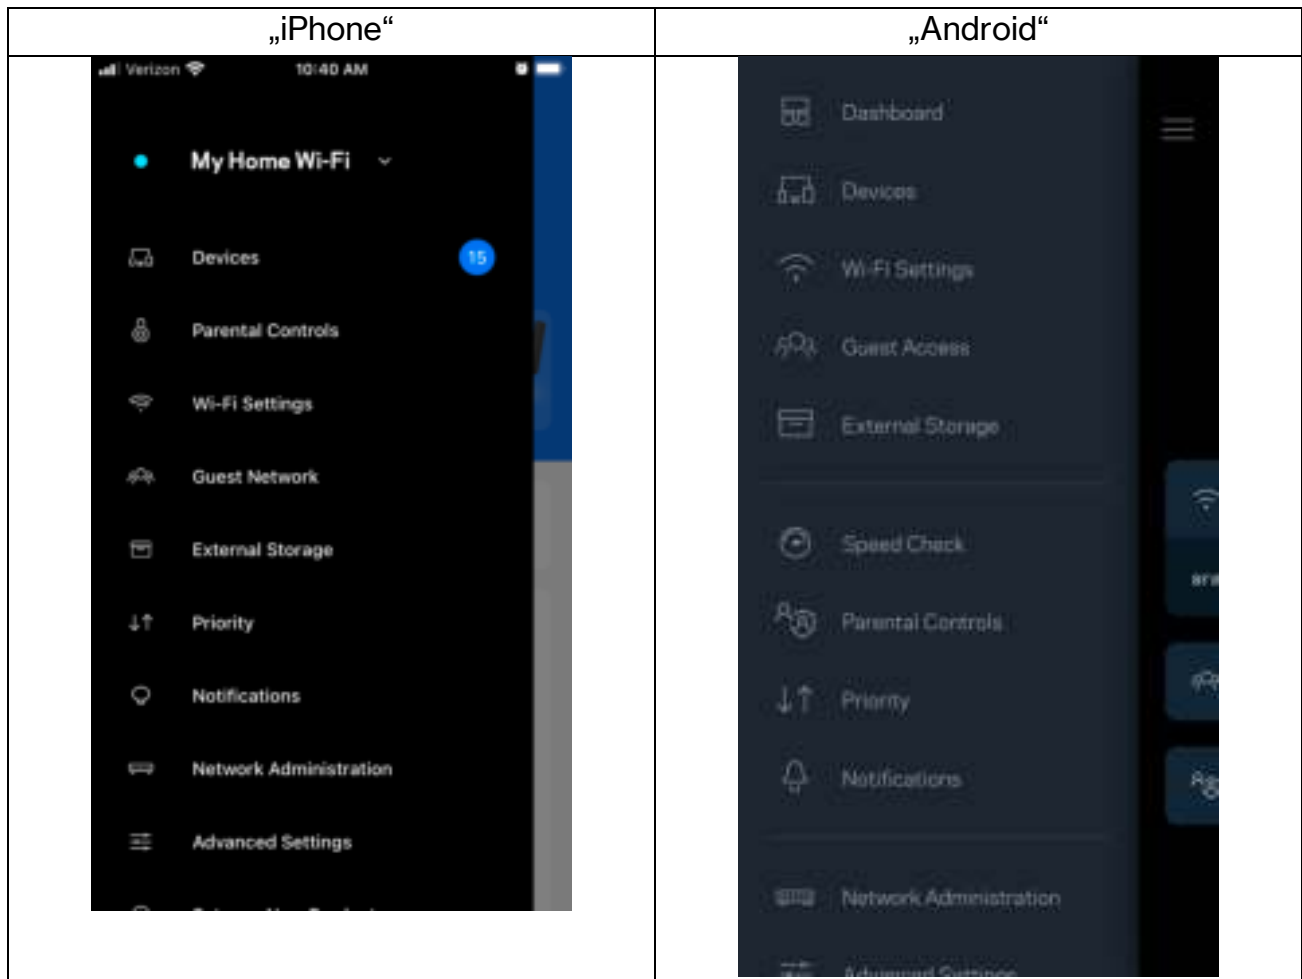 „iPhone“
„Android“
Verizon
10:40 AM
My Home Wi-Fi
Devices
15
Parental Controls
Wi-Fi Settings
Guest Network
External Storage
Priority
Notifications
Network Administration
Advanced Settings
Dashboard
Devices
Wi-Fi Settings
Guest Access
External Storage
Speed Check
Parental Controls
Priority
Notifications
Network Administration
Advanced Settings